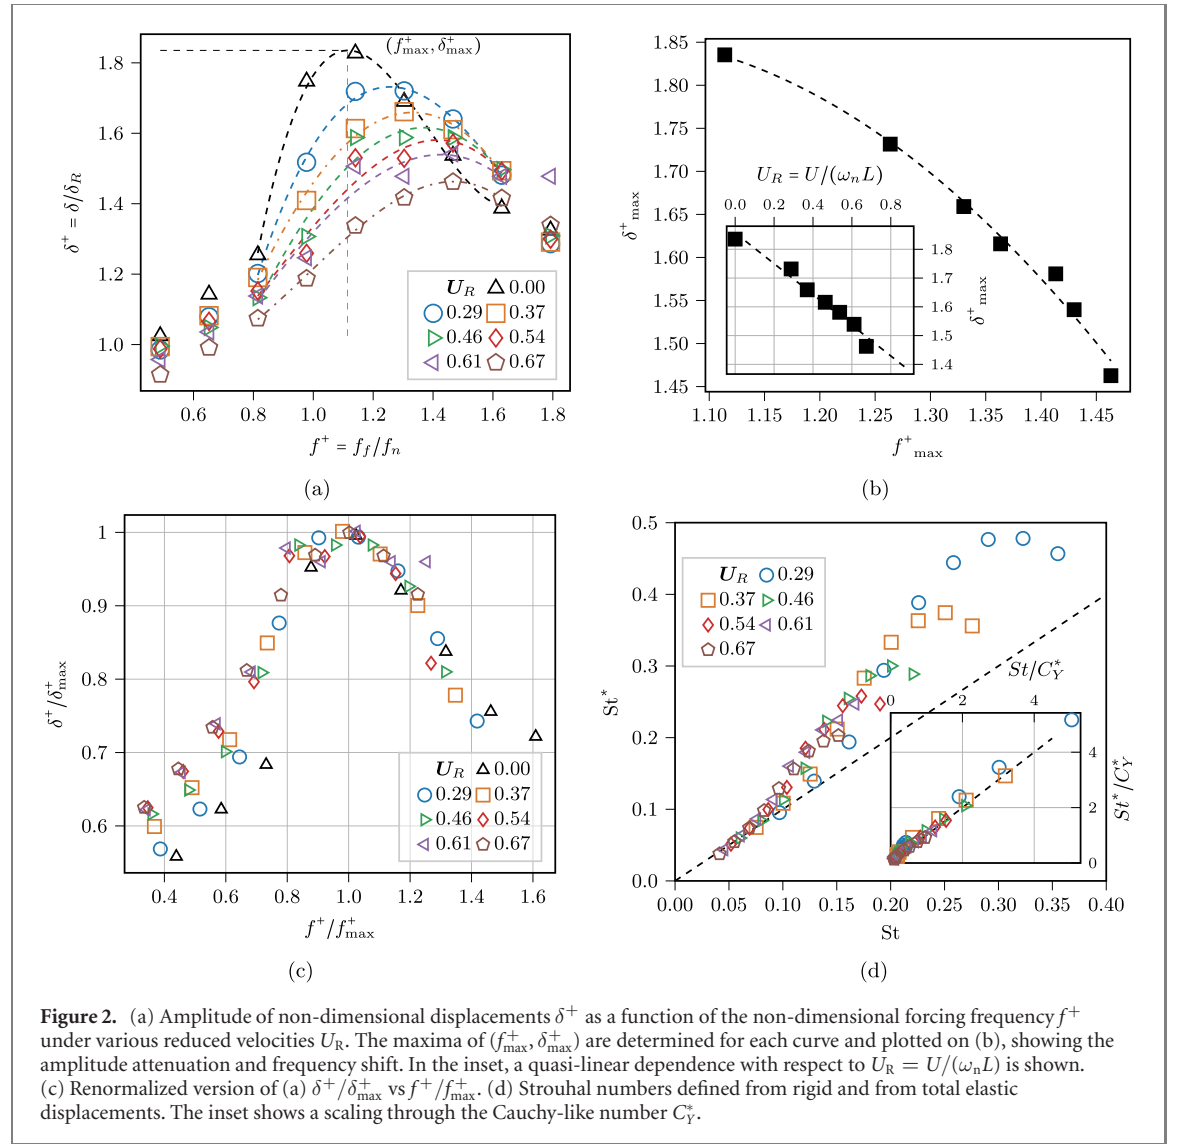 (f⁺max, δ⁺max)
1.8
1.6
1.4
1.2
1.0
δ⁺ = δ/δR
UR 0.00
0.29 0.37
0.46 0.54
0.61 0.67
0.6 0.8 1.0 1.2 1.4 1.6 1.8
f⁺ = ff/fn
(a)
1.85
1.80
1.75
1.70
1.65
1.60
1.55
1.50
1.45
δ⁺max
UR = U/(ωnL)
0.0 0.2 0.4 0.6 0.8
1.8
1.7
1.6
1.5
1.4
δ⁺max
1.10 1.15 1.20 1.25 1.30 1.35 1.40 1.45
f⁺max
(b)
1
0.9
0.8
0.7
0.6
δ⁺/δ⁺max
UR 0.00
0.29 0.37
0.46 0.54
0.61 0.67
0.4 0.6 0.8 1.0 1.2 1.4 1.6
f⁺/f⁺max
(c)
0.5
0.4
0.3
0.2
0.1
0.0
St*
UR 0.29
0.37 0.46
0.54 0.61
0.67
St/C*Y
0 2 4
4
2
0
St*/C*Y
0.00 0.05 0.10 0.15 0.20 0.25 0.30 0.35 0.40
St
(d)
Figure 2. (a) Amplitude of non-dimensional displacements δ⁺ as a function of the non-dimensional forcing frequency f⁺
under various reduced velocities UR. The maxima of (f⁺max, δ⁺max) are determined for each curve and plotted on (b), showing the
amplitude attenuation and frequency shift. In the inset, a quasi-linear dependence with respect to UR = U/(ωnL) is shown.
(c) Renormalized version of (a) δ⁺/δ⁺max vs f⁺/f⁺max. (d) Strouhal numbers defined from rigid and from total elastic
displacements. The inset shows a scaling through the Cauchy-like number C*Y.